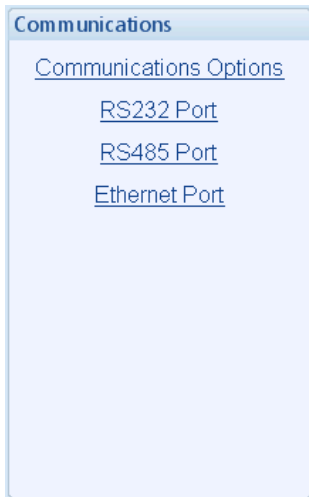 Communications
Communications Options
RS232 Port
RS485 Port
Ethernet Port